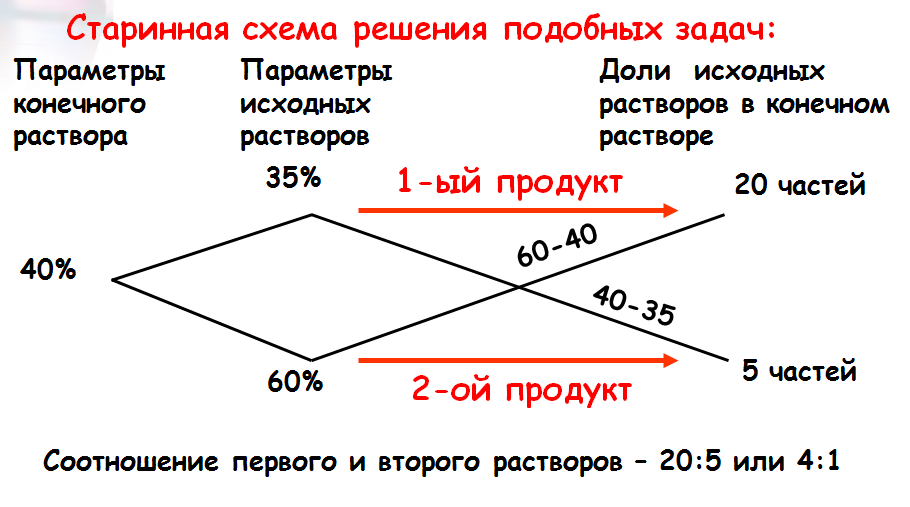 Старинная схема решения подобных задач:
Параметры
конечного
раствора
Параметры
исходных
растворов
Доли исходных
растворов в конечном
растворе
35%
1-ый продукт
20 частей
60-40
40%
40-35
60%
2-ой продукт
5 частей
Соотношение первого и второго растворов – 20:5 или 4:1